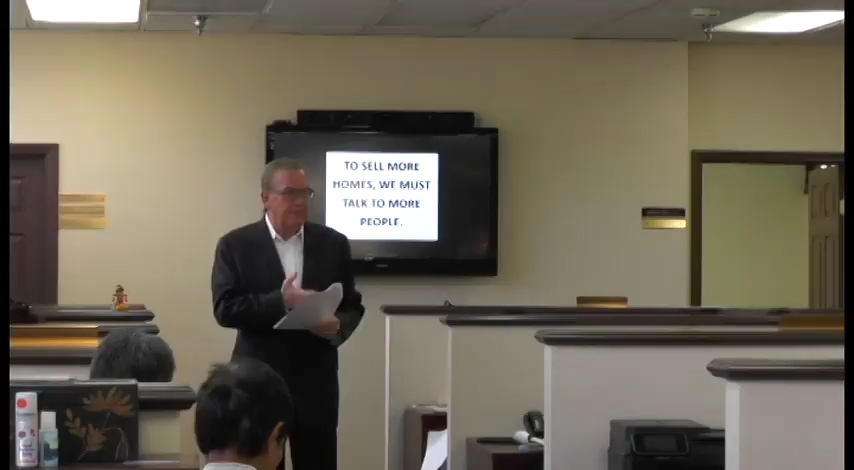 TO SELL MORE
HOMES, WE MUST
TALK TO MORE
PEOPLE.